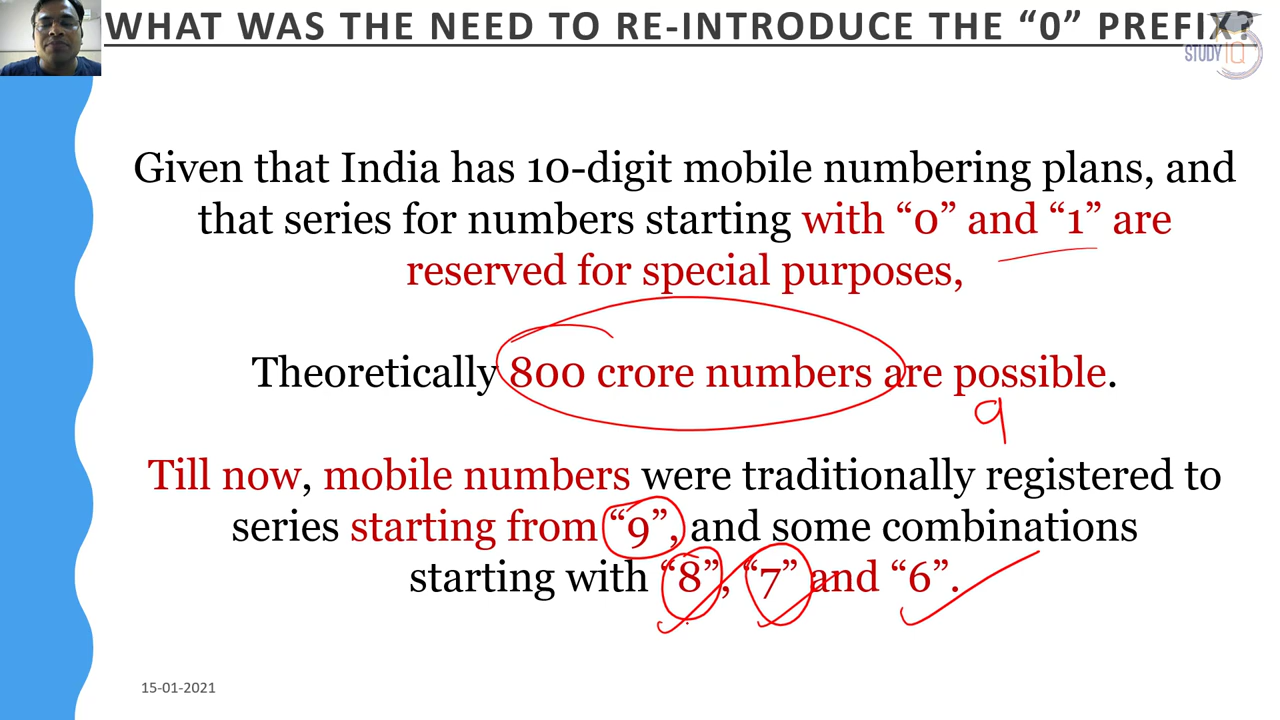 WHAT WAS THE NEED TO RE-INTRODUCE THE “0” PREFIX?
STUDY IQ
Given that India has 10-digit mobile numbering plans, and
that series for numbers starting with “0” and “1” are
reserved for special purposes,
Theoretically 800 crore numbers are possible.
9
Till now, mobile numbers were traditionally registered to
series starting from “9”, and some combinations
starting with “8”, “7” and “6”.
15-01-2021